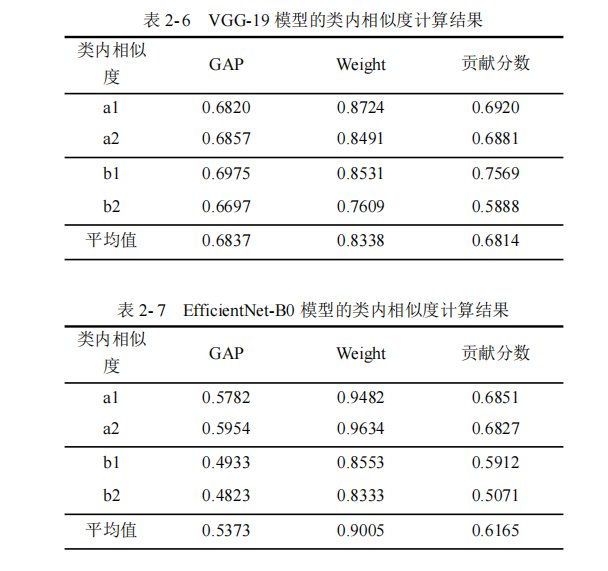 表 2-6 VGG-19 模型的类内相似度计算结果
类内相似度 GAP Weight 贡献分数
a1 0.6820 0.8724 0.6920
a2 0.6857 0.8491 0.6881
b1 0.6975 0.8531 0.7569
b2 0.6697 0.7609 0.5888
平均值 0.6837 0.8338 0.6814
表 2-7 EfficientNet-B0 模型的类内相似度计算结果
类内相似度 GAP Weight 贡献分数
a1 0.5782 0.9482 0.6851
a2 0.5954 0.9634 0.6827
b1 0.4933 0.8553 0.5912
b2 0.4823 0.8333 0.5071
平均值 0.5373 0.9005 0.6165